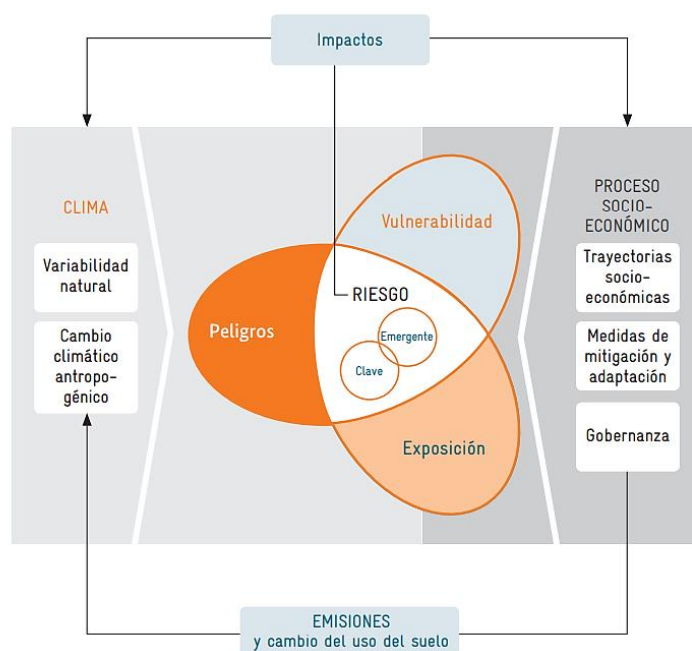 Impactos
CLIMA
Variabilidad
natural
Cambio
climático
antropo-
génico
Peligros
Vulnerabilidad
RIESGO
Emergente
Clave
Exposición
PROCESO
SOCIO-
ECONÓMICO
Trayectorias
socio-
económicas
Medidas de
mitigación y
adaptación
Gobernanza
EMISIONES
y cambio del uso del suelo